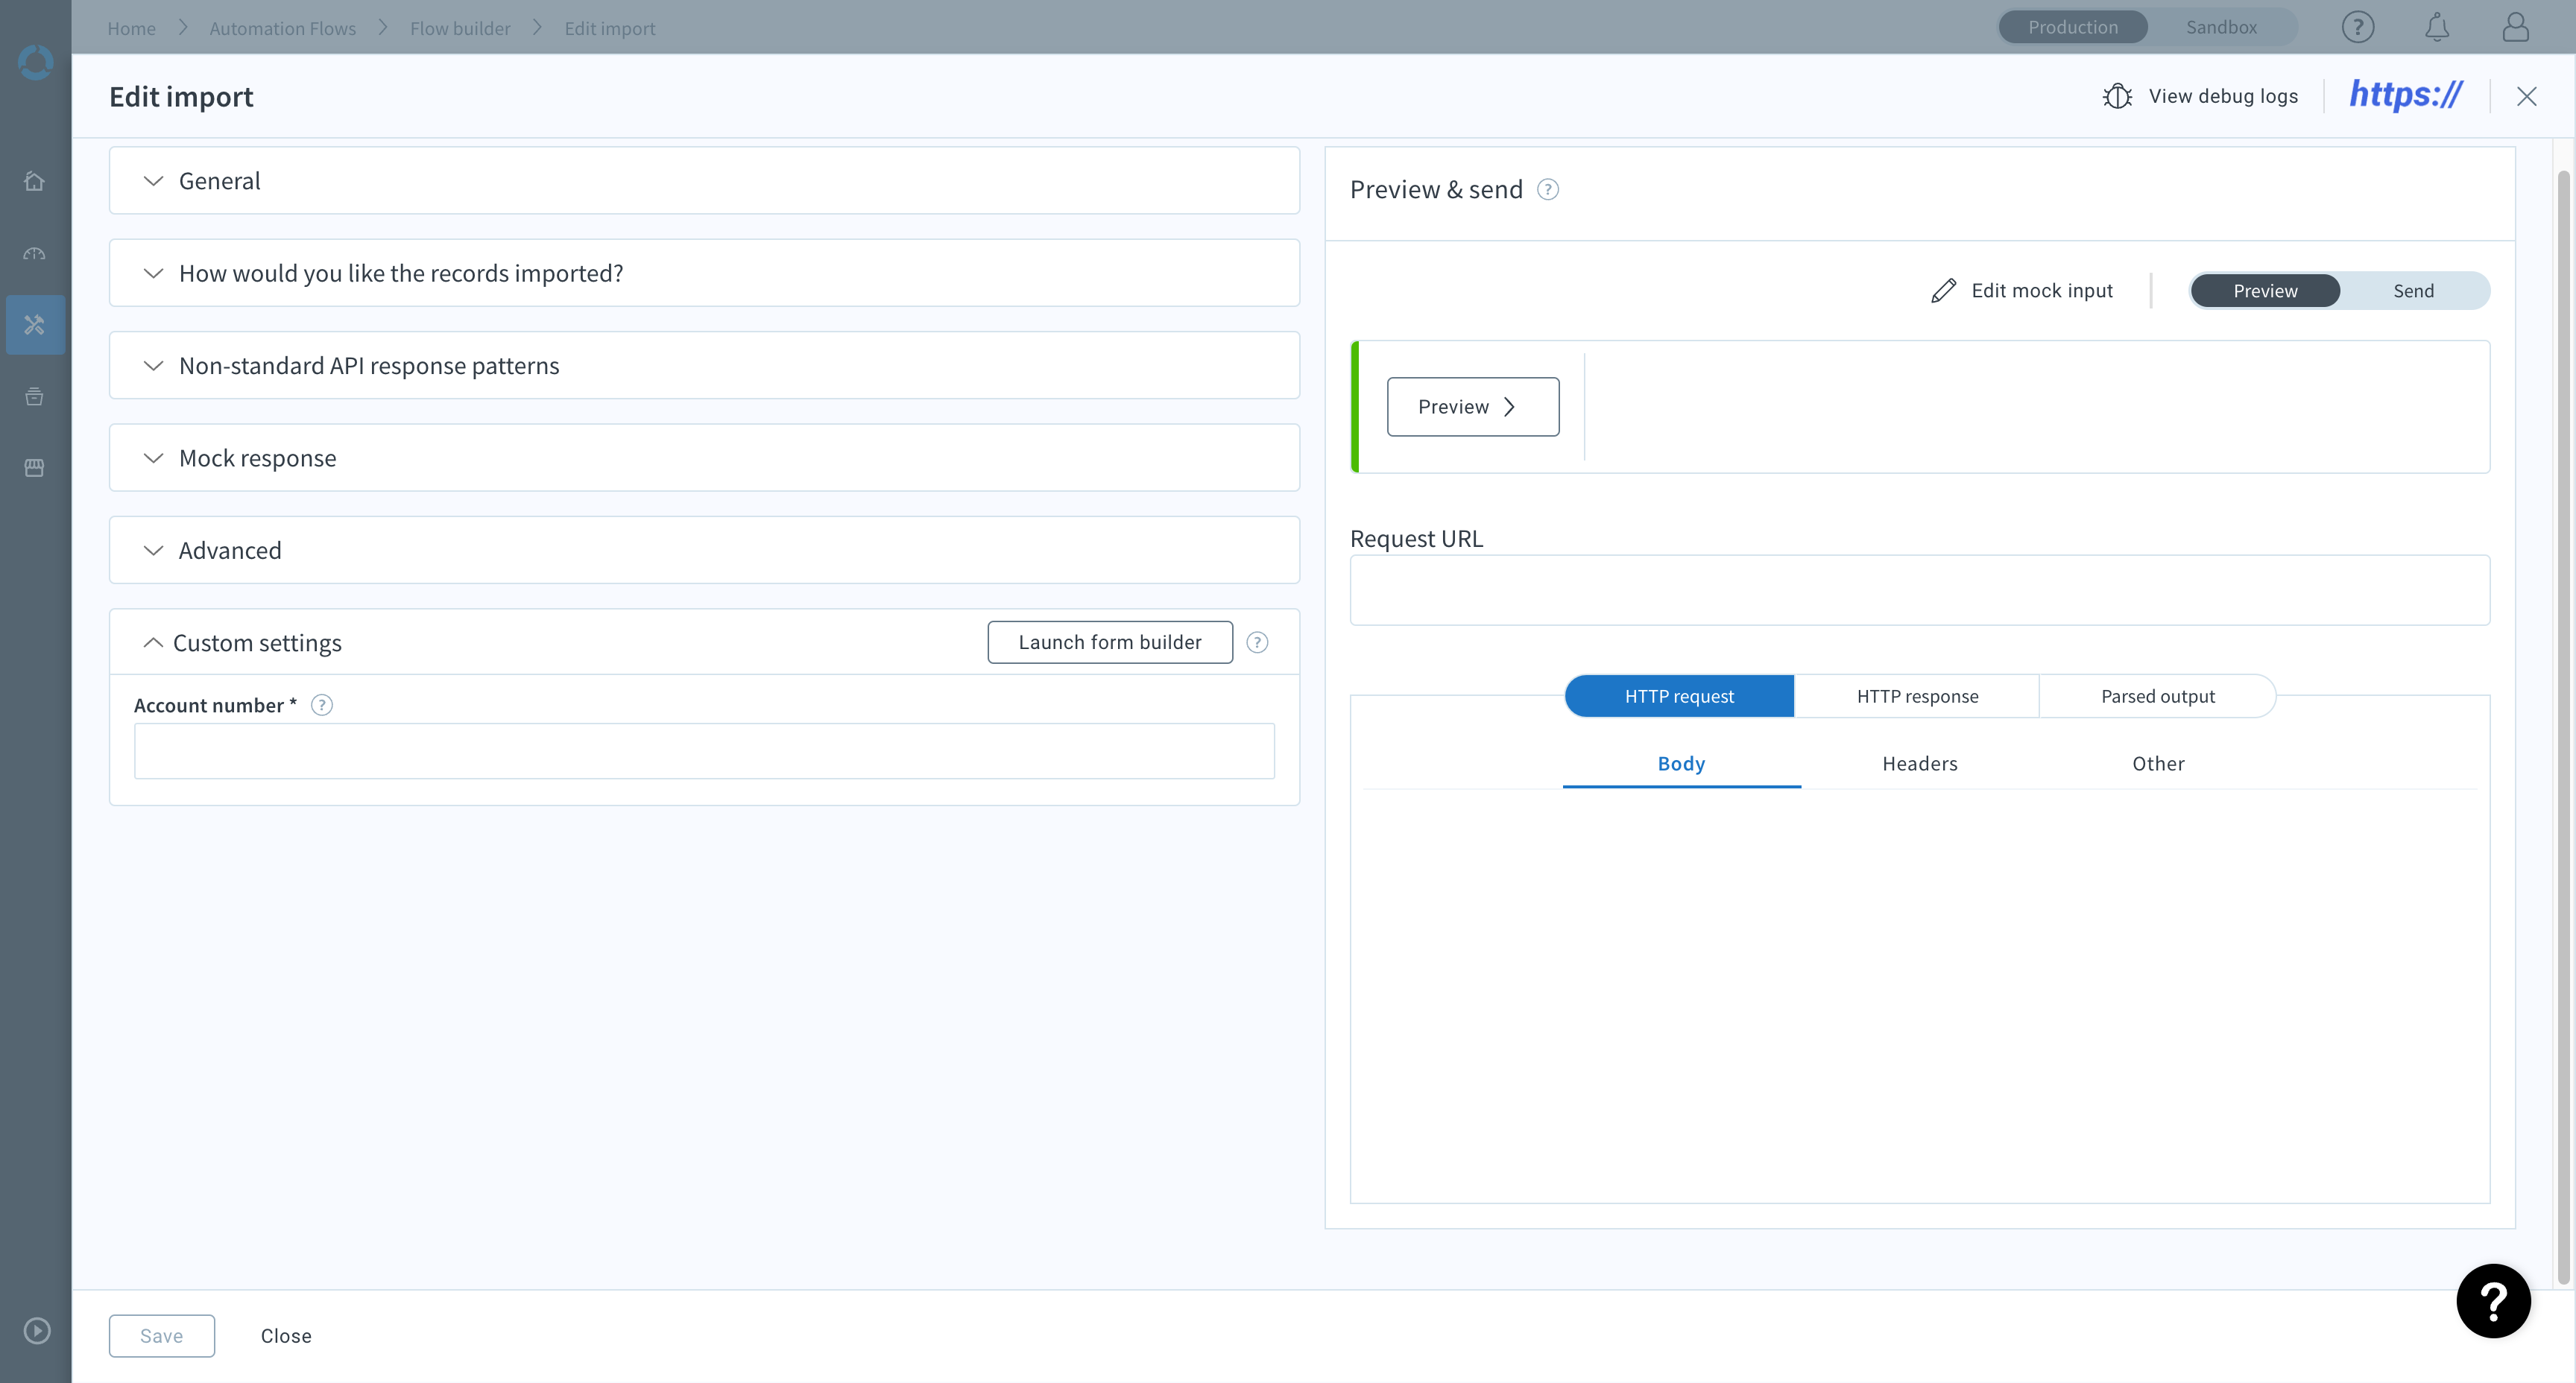 Home Automation Flows Flow builder Edit import
Production Sandbox ?
Edit import
View debug logs https://
General
How would you like the records imported?
Non-standard API response patterns
Mock response
Advanced
Custom settings Launch form builder ?
Account number * ?
Preview & send ?
Edit mock input Preview Send
Preview
Request URL
HTTP request HTTP response Parsed output
Body Headers Other
Save Close
?